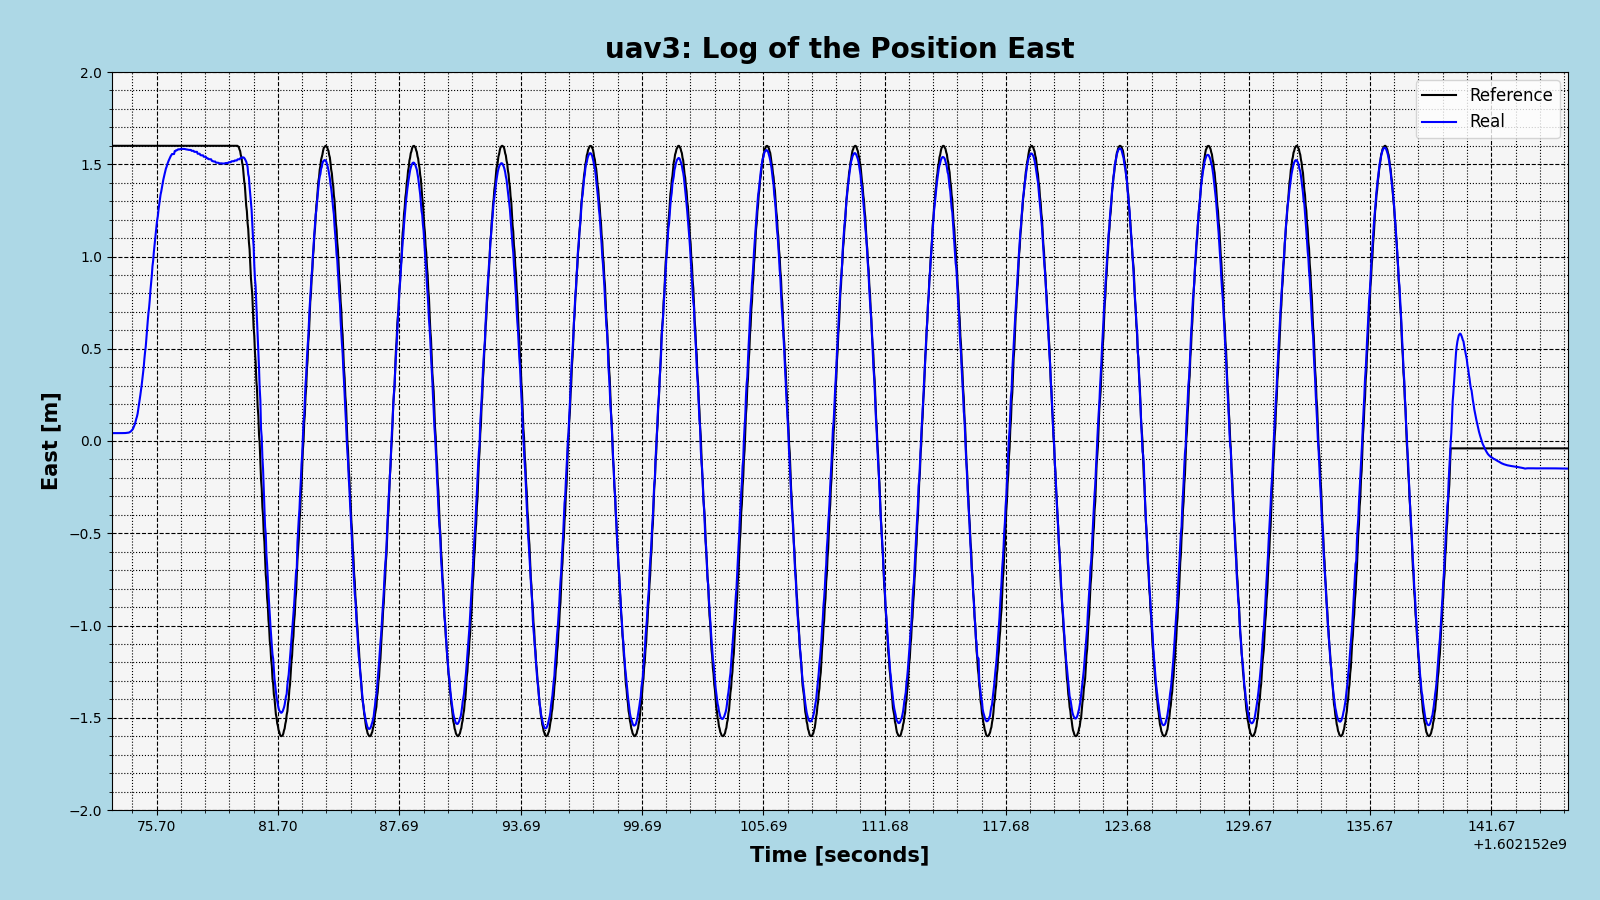 uav3: Log of the Position East
2.0
1.5
1.0
0.5
0.0
−0.5
−1.0
−1.5
−2.0
East [m]
Reference
Real
75.70 81.70 87.69 93.69 99.69 105.69 111.68 117.68 123.68 129.67 135.67 141.67
+1.602152e9
Time [seconds]